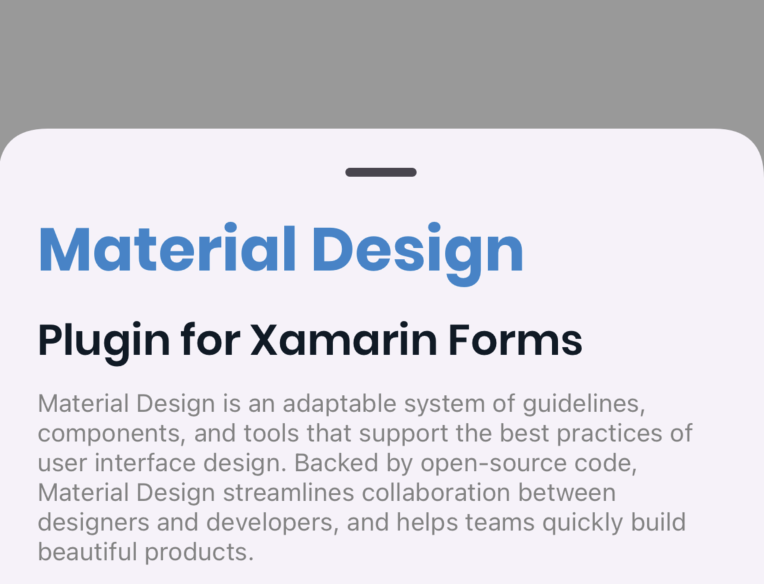 Material Design
Plugin for Xamarin Forms
Material Design is an adaptable system of guidelines,
components, and tools that support the best practices of
user interface design. Backed by open-source code,
Material Design streamlines collaboration between
designers and developers, and helps teams quickly build
beautiful products.